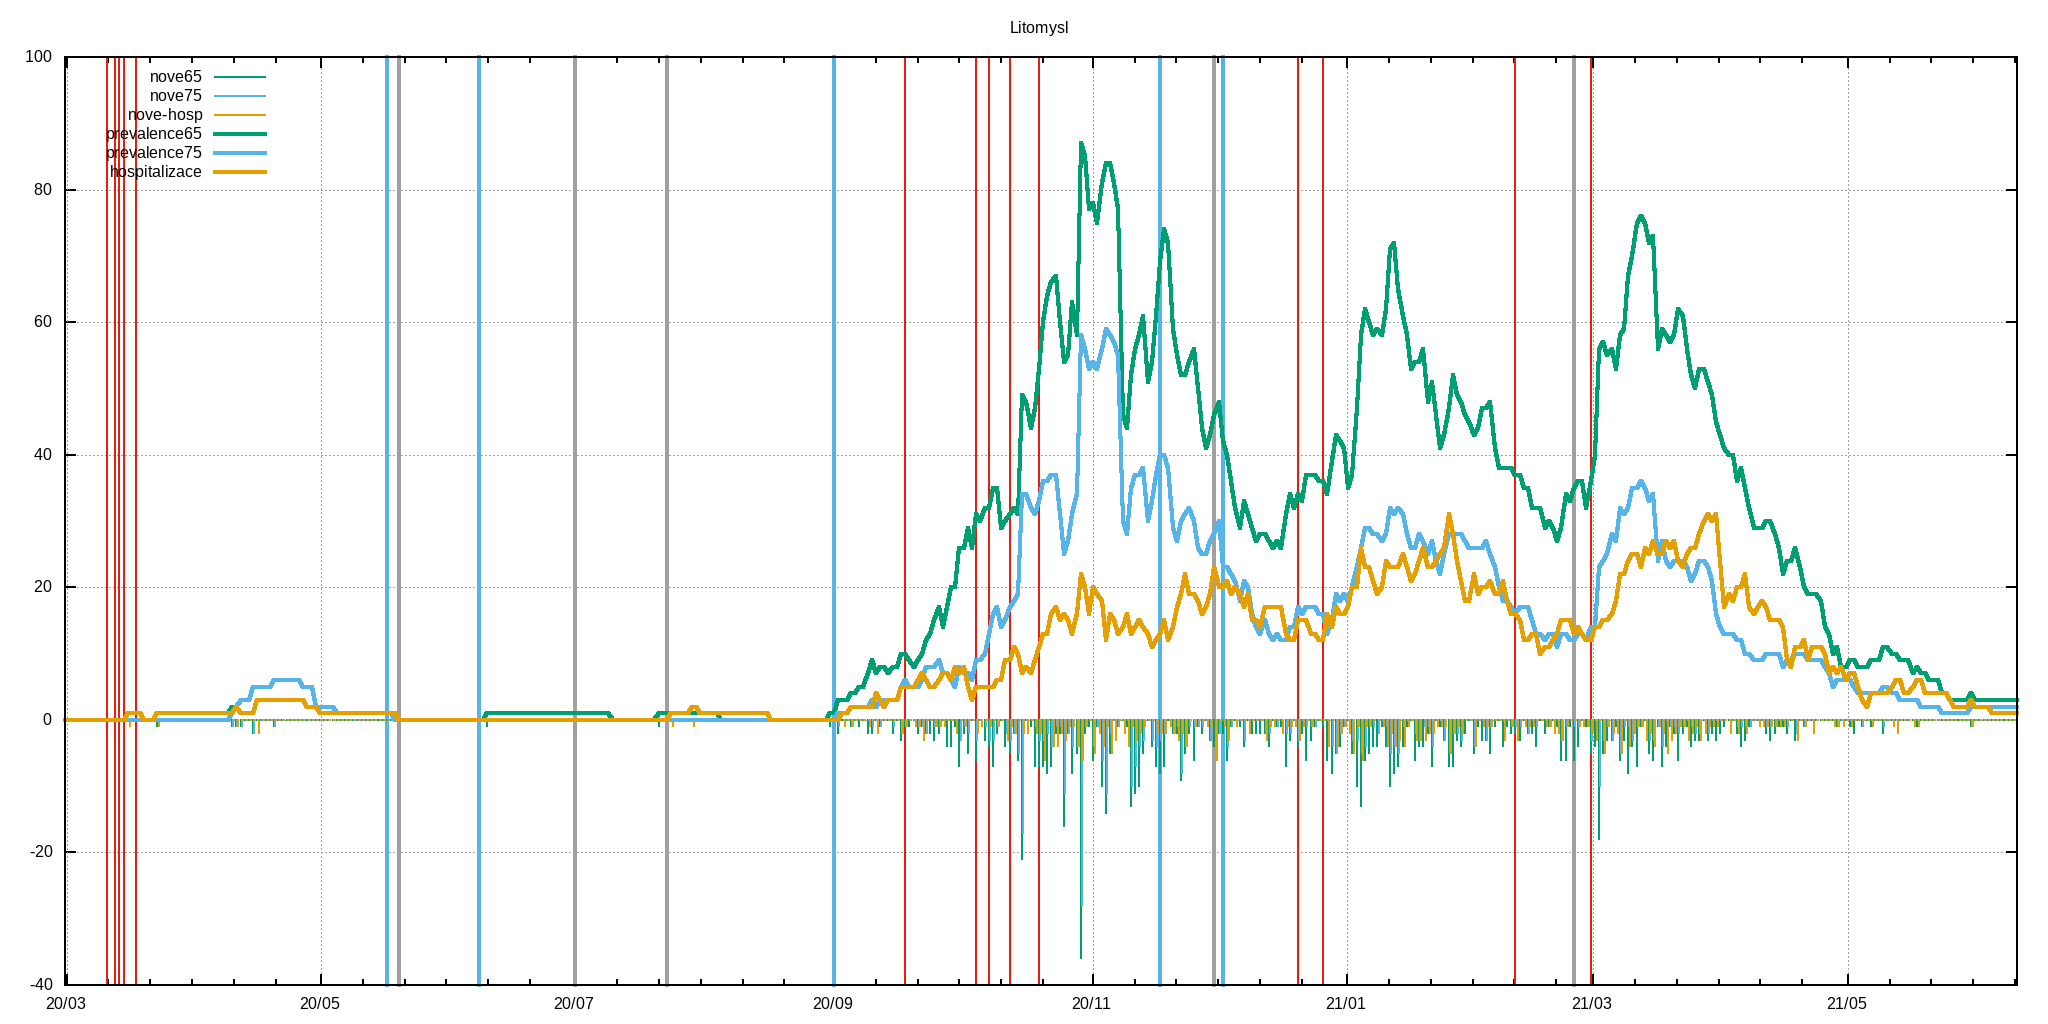 Litomysl
100
80
60
40
20
0
-20
-40
nove65
nove75
nove-hosp
prevalence65
prevalence75
hospitalizace
20/03 20/05 20/07 20/09 20/11 21/01 21/03 21/05